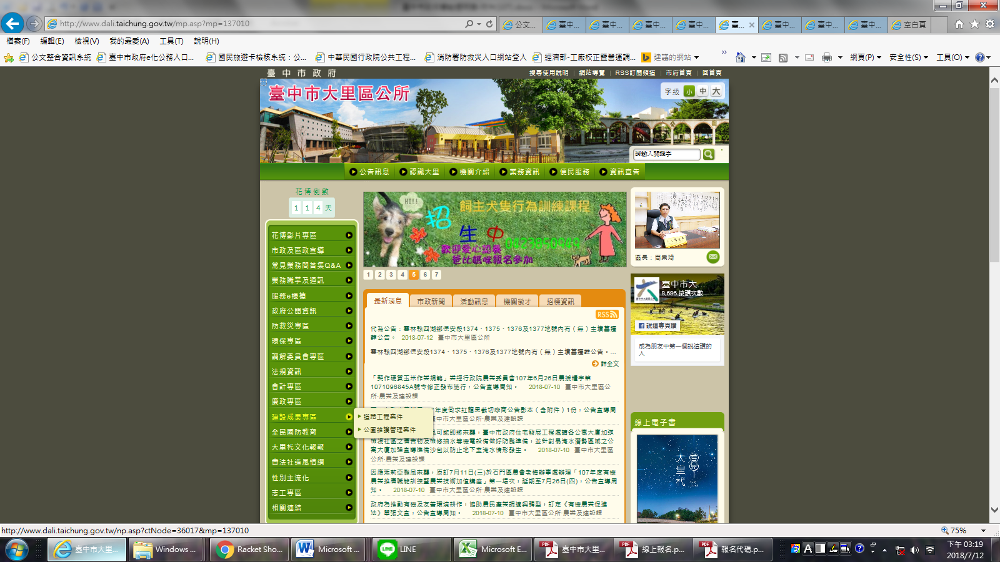 http://www.dali.taichung.gov.tw/mp.asp?mp=137010
公文...
臺中...
臺中...
臺中...
臺中...
臺...
臺中...
臺中...
臺中...
空白頁
檔案(F) 編輯(E) 檢視(V) 我的最愛(A) 工具(T) 說明(H)
公文整合資訊系統
臺中市政府e化公務入口...
國民旅遊卡檢核系統:公...
中華民國行政院公共工程...
消防署防救災入口網站登入
經濟部-工廠校正暨營運調...
建議的網站
網頁(P) 安全性(S) 工具(O)
臺中市政府
搜尋使用說明 | 網站導覽 | RSS訂閱頻道 | 市府首頁 | 回首頁
臺中市大里區公所
字級 小 中 大
請輸入關鍵字
公告訊息 認識大里 機關介紹 業務資訊 便民服務 資訊宣告
花博倒數
1 1 4 天
花博影片專區
市政及區政宣導
常見業務問答集Q&A
業務職掌及通訊
服務e櫃檯
政府公開資訊
防救災專區
環保專區
調解委員會專區
法規資訊
會計專區
廉政專區
建設成果專區
道路工程案件
公園維護管理案件
全民國防教育
大里杙文化報報
書法社造風情網
性別主流化
志工專區
相關連結
HI!!
飼主犬隻行為訓練課程
招
生中
0423850949
歡迎愛心認養
爸比媽咪報名參加
1 2 3 4 5 6 7
最新消息 市政新聞 活動訊息 機關徵才 招標資訊
RSS
代為公告:雲林縣四湖鄉保安段1374、1375、1376及1377地號內有(無)主墳墓遷
葬公告。 2018-07-12 臺中市大里區公所
雲林縣四湖鄉保安段1374、1375、1376及1377地號內有(無)主墳墓遷葬公告。...
詳全文
「契作硬質玉米作業規範」業經行政院農業委員會107年6月26日農授糧字第
1071096845A號令修正發布施行,公告宣導周知。 2018-07-10 臺中市大里區公
所‧農業及建設課
年度徵求紅龍果截切廠商公告影本(含附件)1份,公告宣導周
臺中市大里區公所‧農業及建設課
風可能即將來襲,臺中市政府住宅發展工程處請各公寓大廈加強
檢視社區之廣告物及檢修抽水等機電設備做好防颱準備,並針對易淹水潛勢區域之公
寓大廈加強宣導準備沙包以防止地下室淹水情形發生。 2018-07-10 臺中市大里區
公所‧農業及建設課
因應瑪莉亞颱風來襲,原訂7月11日(三)於石門區農會老梅辦事處辦理「107年度有機
農業推廣職能訓練暨農業技術加值講座」第一場次,延期至7月26日(四),公告宣導周
知。 2018-07-10 臺中市大里區公所‧農業及建設課
政府為推動有機及友善環境耕作,協助農民產業調適與轉型,訂定《有機農業促進
法》單張文宣,公告宣導周知。 2018-07-10 臺中市大里區公所‧農業及建設課
區長:周崇琦
臺中市大...
8,696 按讚次數
說這專頁讚
成為朋友中第一個說這讚的
人
線上電子書
大里杙
http://www.dali.taichung.gov.tw/np.asp?ctNode=36017&mp=137010
75%
臺中市大里...
Windows ...
Racket Sho...
Microsoft ...
LINE
Microsoft E...
臺中市大里...
線上報名.p...
報名代碼.p...
下午 03:19
2018/7/12